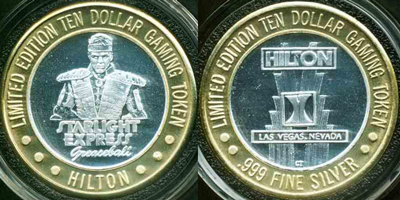 LIMITED EDITION TEN DOLLAR GAMING TOKEN
STARLIGHT
EXPRESS
Greaseball
HILTON
LIMITED EDITION TEN DOLLAR GAMING TOKEN
HILTON
LAS VEGAS, NEVADA
CT
.999 FINE SILVER